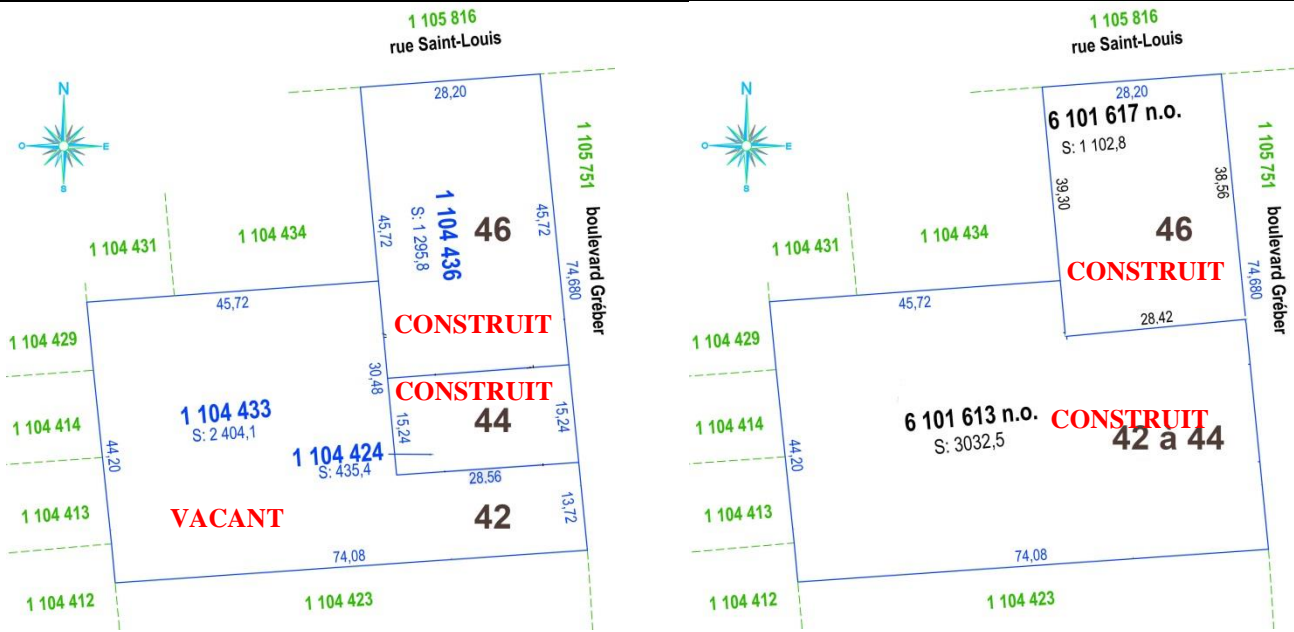 1 105 816
rue Saint-Louis
N
O
E
S
28,20
1 105 751
boulevard Gréber
1 104 436
S: 1 295,8
46
45,72
45,72
74,680
1 104 431
1 104 434
45,72
CONSTRUIT
1 104 429
30,48
CONSTRUIT
1 104 433
S: 2 404,1
44
15,24
15,24
1 104 414
1 104 424
S: 435,4
44,20
28.56
1 104 413
VACANT
42
13,72
74,08
1 104 412
1 104 423
1 105 816
rue Saint-Louis
N
O
E
S
28,20
6 101 617 n.o.
S: 1 102,8
1 105 751
boulevard Gréber
39,30
38,56
46
1 104 431
1 104 434
CONSTRUIT
74,680
45,72
28.42
1 104 429
6 101 613 n.o.
S: 3032,5
CONSTRUIT
42 à 44
1 104 414
44,20
1 104 413
74,08
1 104 412
1 104 423